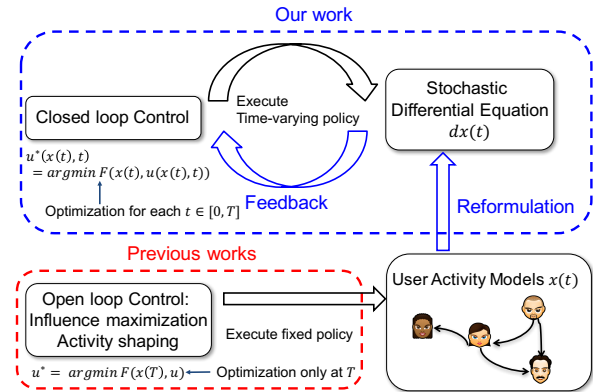 Our work
Closed loop Control
Execute
Time-varying policy
Stochastic
Differential Equation
dx(t)
u*(x(t), t)
= argmin F(x(t), u(x(t), t))
Optimization for each t ∈ [0, T]
Feedback
Reformulation
Previous works
Open loop Control:
Influence maximization
Activity shaping
Execute fixed policy
u* = argmin F(x(T), u)
Optimization only at T
User Activity Models x(t)